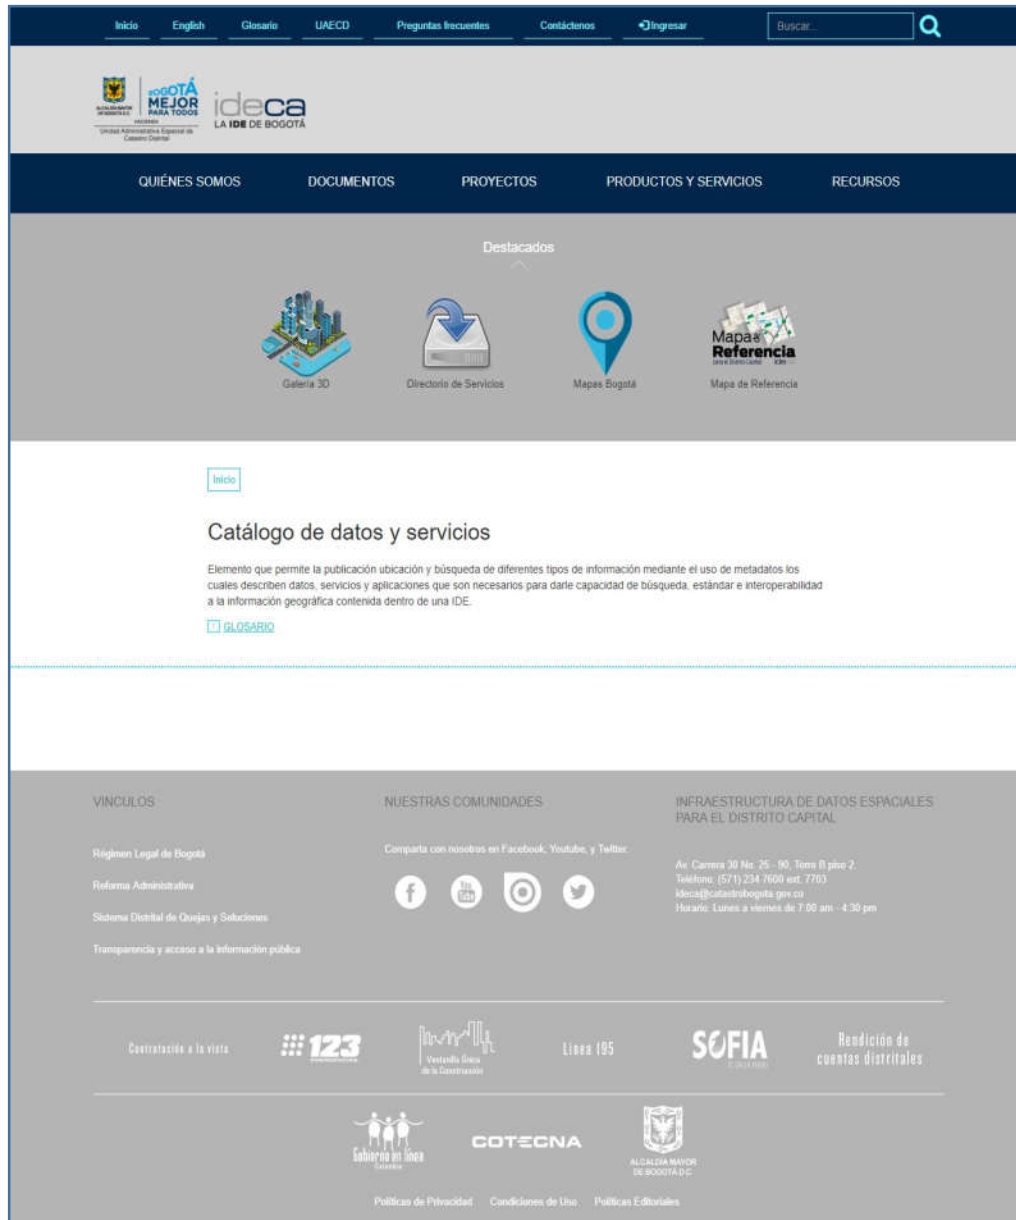 Inicio English Glosario UAECD Preguntas frecuentes Contáctenos Ingresar Buscar...
ALCALDÍA MAYOR
DE BOGOTÁ D.C.
HACIENDA
Unidad Administrativa Especial de
Catastro Distrital
BOGOTÁ
MEJOR
PARA TODOS
ideca
LA IDE DE BOGOTÁ
QUIÉNES SOMOS DOCUMENTOS PROYECTOS PRODUCTOS Y SERVICIOS RECURSOS
Destacados
Mapa de
Referencia
Galería 3D Directorio de Servicios Mapas Bogotá Mapa de Referencia
Inicio
Catálogo de datos y servicios
Elemento que permite la publicación ubicación y búsqueda de diferentes tipos de información mediante el uso de metadatos los
cuales describen datos, servicios y aplicaciones que son necesarios para darle capacidad de búsqueda, estándar e interoperabilidad
a la información geográfica contenida dentro de una IDE.
GLOSARIO
VINCULOS
Régimen Legal de Bogotá
Reforma Administrativa
Sistema Distrital de Quejas y Soluciones
Transparencia y acceso a la información pública
NUESTRAS COMUNIDADES
Comparta con nosotros en Facebook, Youtube, y Twitter.
You
Tube
INFRAESTRUCTURA DE DATOS ESPACIALES
PARA EL DISTRITO CAPITAL
Av. Carrera 30 No. 25 - 90, Torre B piso 2.
Teléfono: (571) 234 7600 ext. 7703
ideca@catastrobogota.gov.co
Horario: Lunes a viernes de 7:00 am - 4:30 pm
Contratación a la vista
123
Ventanilla Única
de la Construcción
Línea 195
SOFIA
Rendición de
cuentas distritales
Gobierno en línea
Colombia
COTECNA
ALCALDÍA MAYOR
DE BOGOTÁ D.C.
Políticas de Privacidad Condiciones de Uso Políticas Editoriales